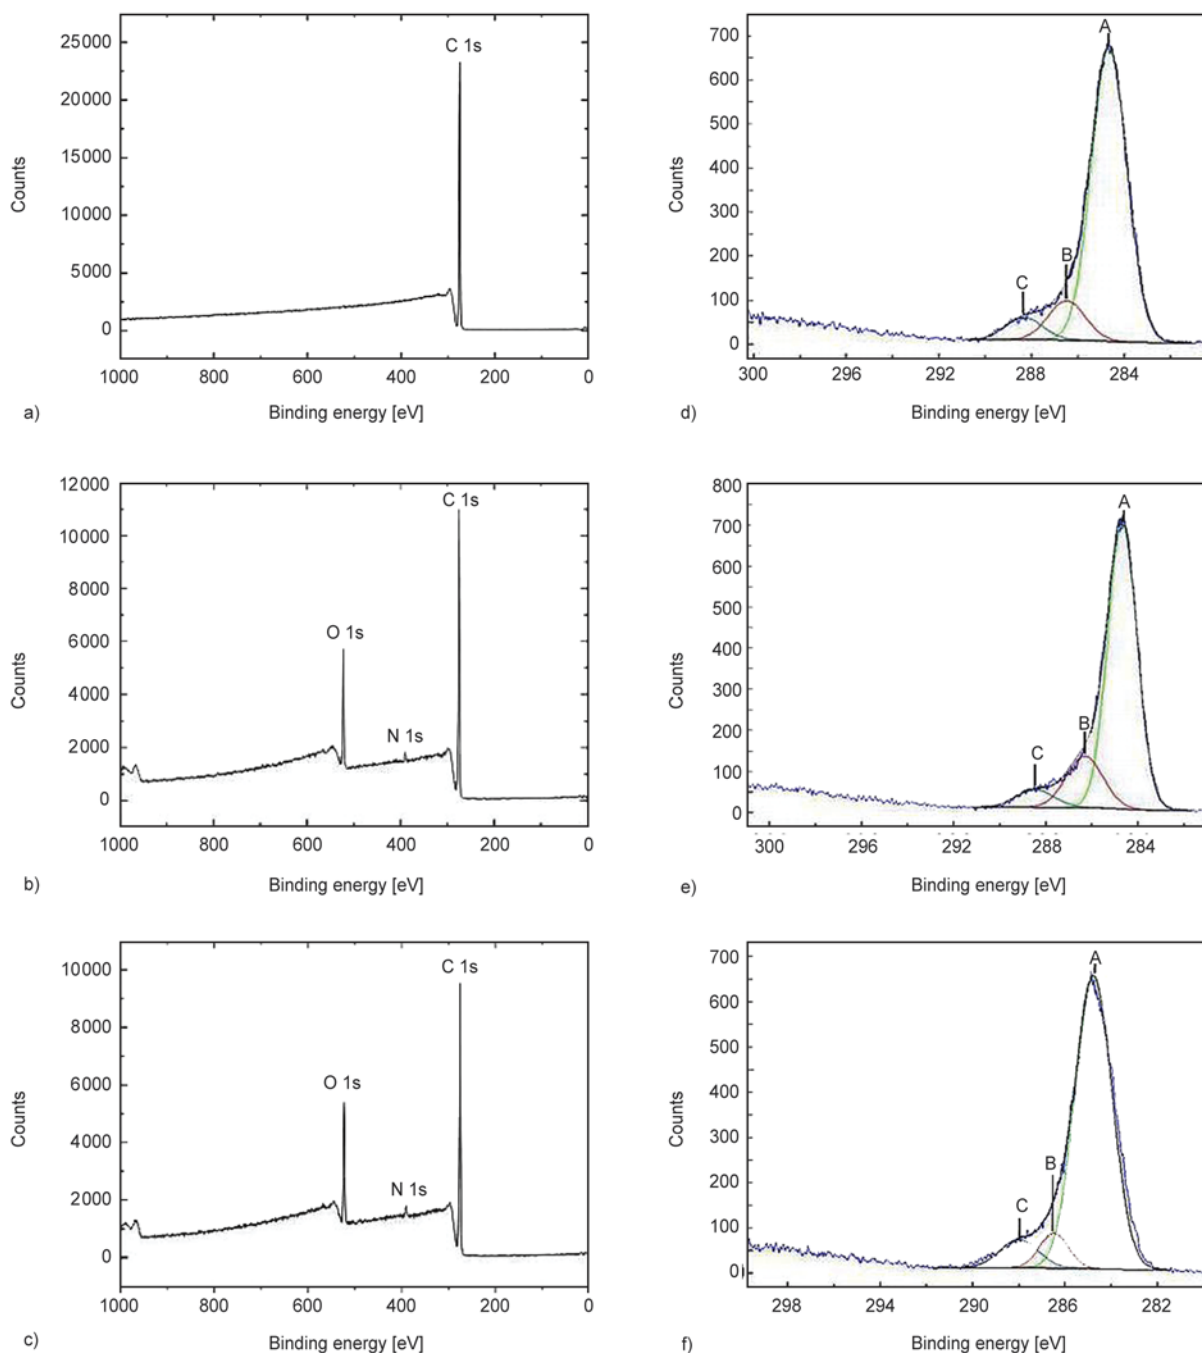 25000
20000
15000
10000
5000
0
C 1s
Counts
1000 800 600 400 200 0
a) Binding energy [eV]
700
600
500
400
300
200
100
0
A
B
C
Counts
300 296 292 288 284
d) Binding energy [eV]
12000
10000
8000
6000
4000
2000
0
C 1s
O 1s
N 1s
Counts
1000 800 600 400 200 0
b) Binding energy [eV]
800
700
600
500
400
300
200
100
0
A
B
C
Counts
300 296 292 288 284
e) Binding energy [eV]
10000
8000
6000
4000
2000
0
C 1s
O 1s
N 1s
Counts
1000 800 600 400 200 0
c) Binding energy [eV]
700
600
500
400
300
200
100
0
A
B
C
Counts
298 294 290 286 282
f) Binding energy [eV]